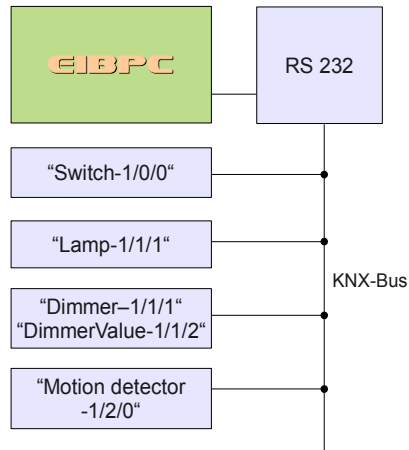 EIBPC
RS 232
“Switch-1/0/0“
“Lamp-1/1/1“
KNX-Bus
“Dimmer–1/1/1“
“DimmerValue-1/1/2“
“Motion detector
-1/2/0“